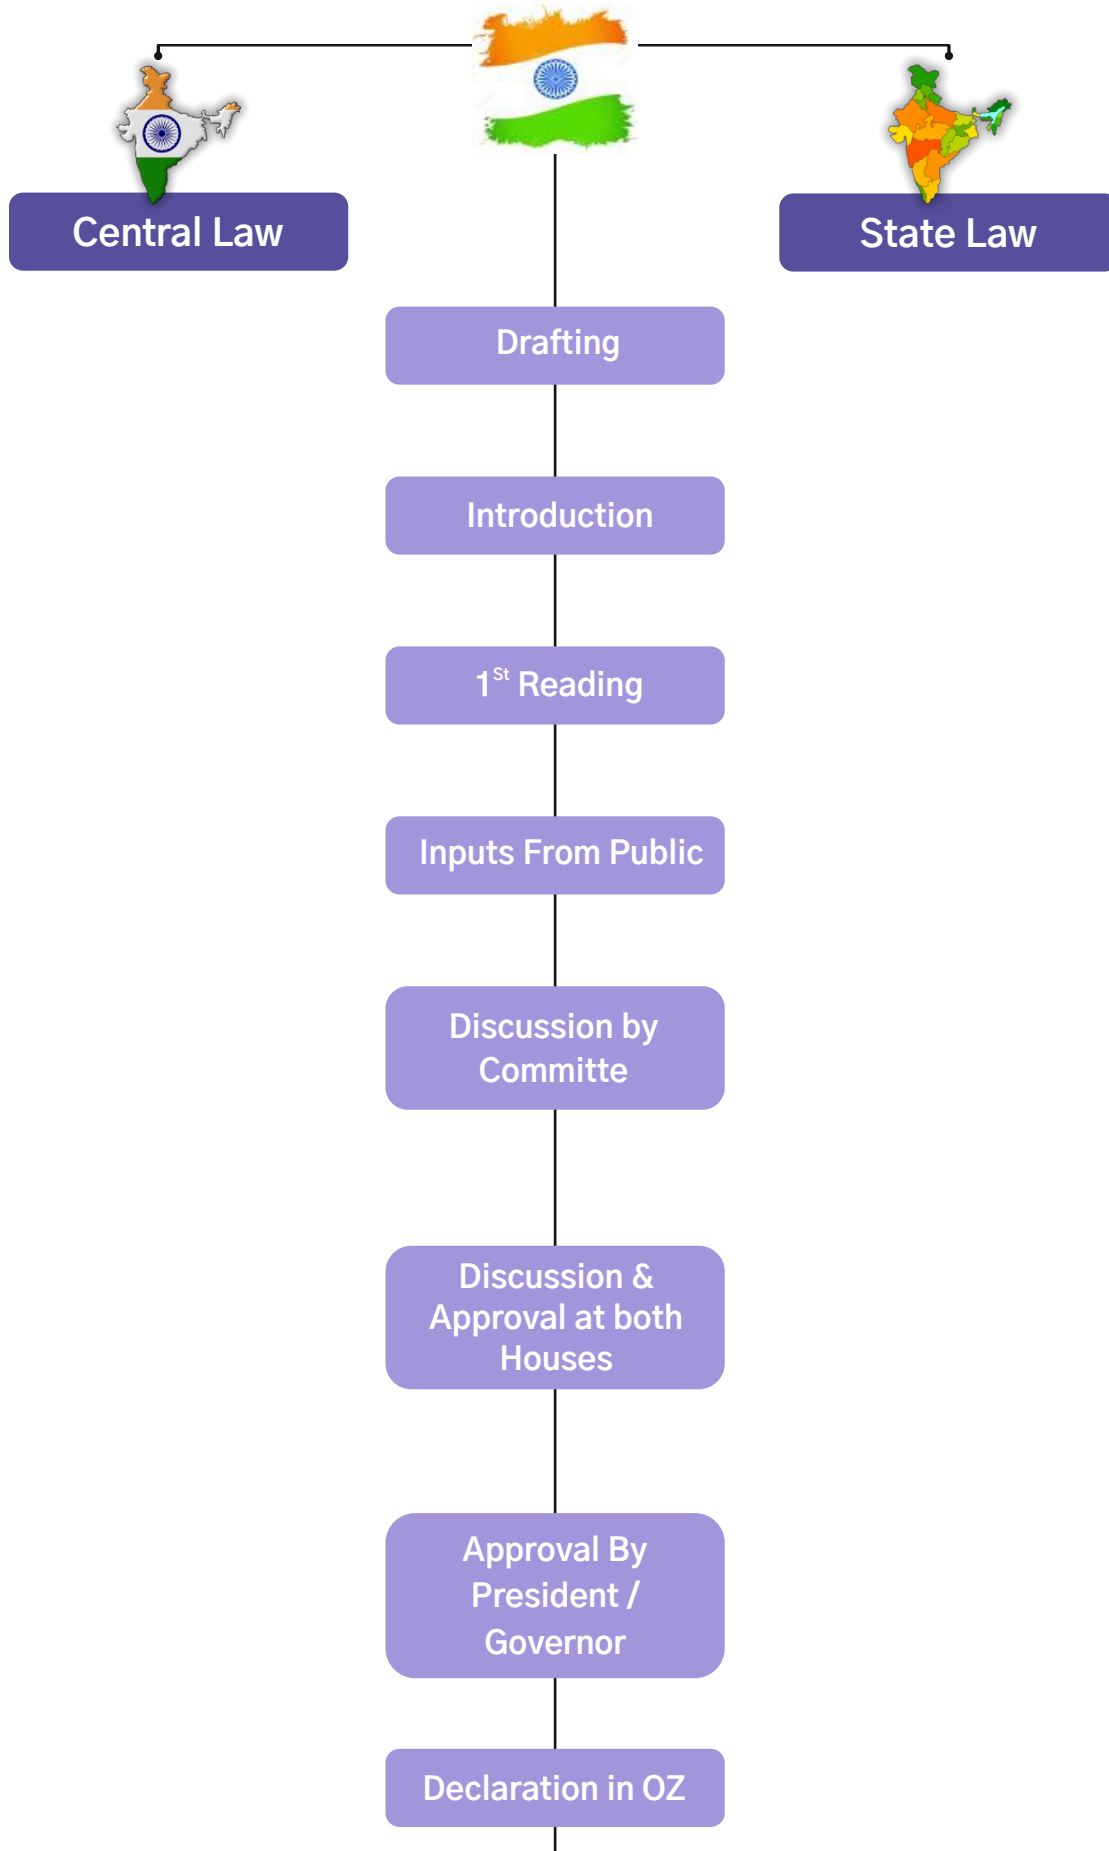 Central Law
State Law
Drafting
Introduction
1St Reading
Inputs From Public
Discussion by
Committe
Discussion &
Approval at both
Houses
Approval By
President /
Governor
Declaration in OZ